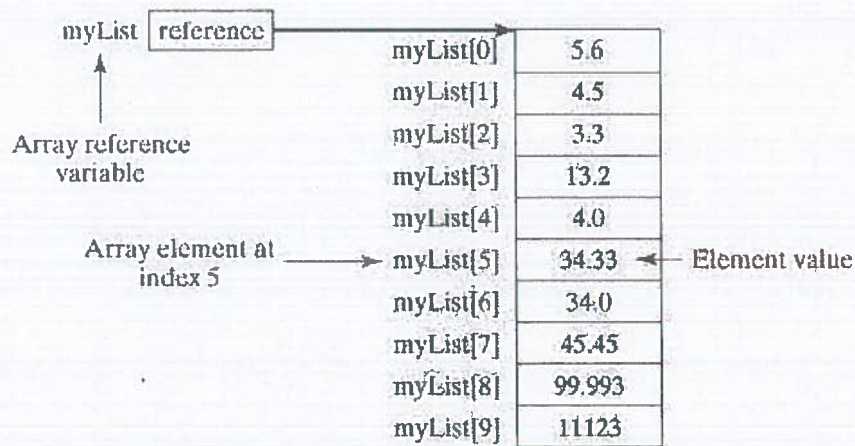 myList reference
myList[0] 5.6
myList[1] 4.5
Array reference
variable
myList[2] 3.3
myList[3] 13.2
myList[4] 4.0
Array element at
index 5
myList[5] 34.33 Element value
myList[6] 34.0
myList[7] 45.45
myList[8] 99.993
myList[9] 11123